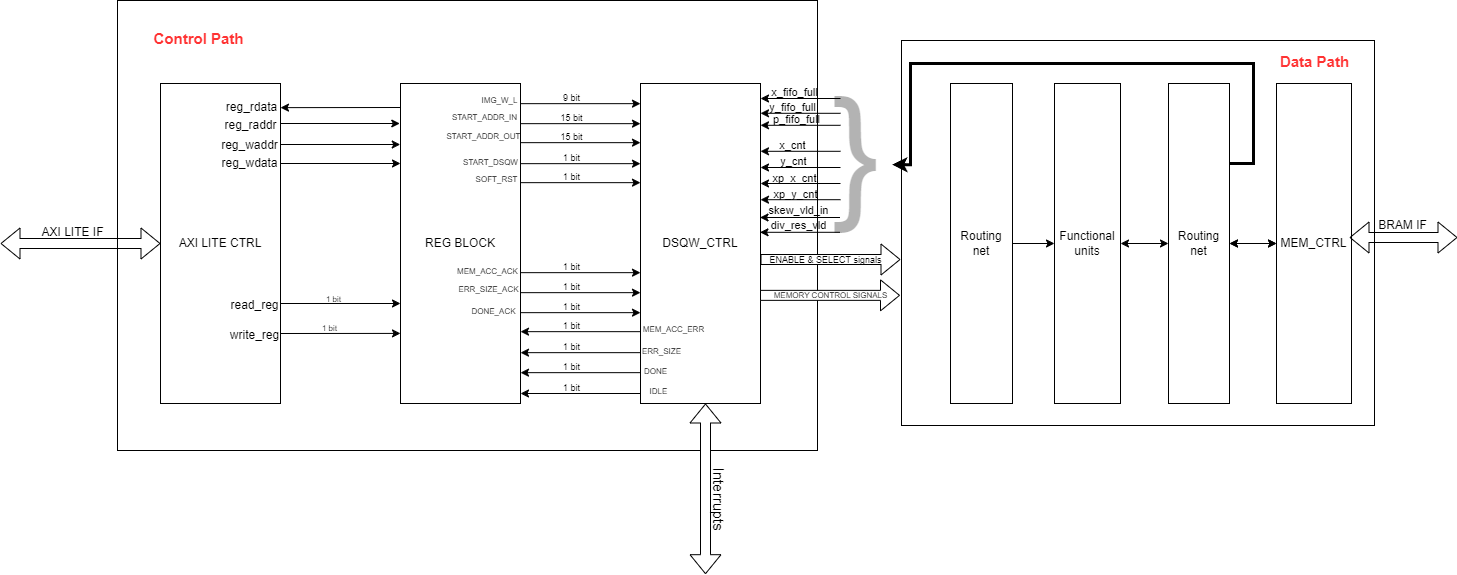 Control Path
Data Path
reg_rdata
reg_raddr
reg_waddr
reg_wdata
IMG_W_L
9 bit
START_ADDR_IN
15 bit
START_ADDR_OUT
15 bit
START_DSQW
1 bit
SOFT_RST
1 bit
x_fifo_full
y_fifo_full
p_fifo_full
x_cnt
y_cnt
xp_x_cnt
xp_y_cnt
skew_vld_in
div_res_vld
}
AXI LITE IF
AXI LITE CTRL
REG BLOCK
DSQW_CTRL
ENABLE & SELECT signals
MEMORY CONTROL SIGNALS
Routing
net
Functional
units
Routing
net
MEM_CTRL
BRAM IF
MEM_ACC_ACK
1 bit
ERR_SIZE_ACK
1 bit
DONE_ACK
1 bit
read_reg
1 bit
write_reg
1 bit
1 bit
MEM_ACC_ERR
1 bit
ERR_SIZE
1 bit
DONE
1 bit
IDLE
Interrupts